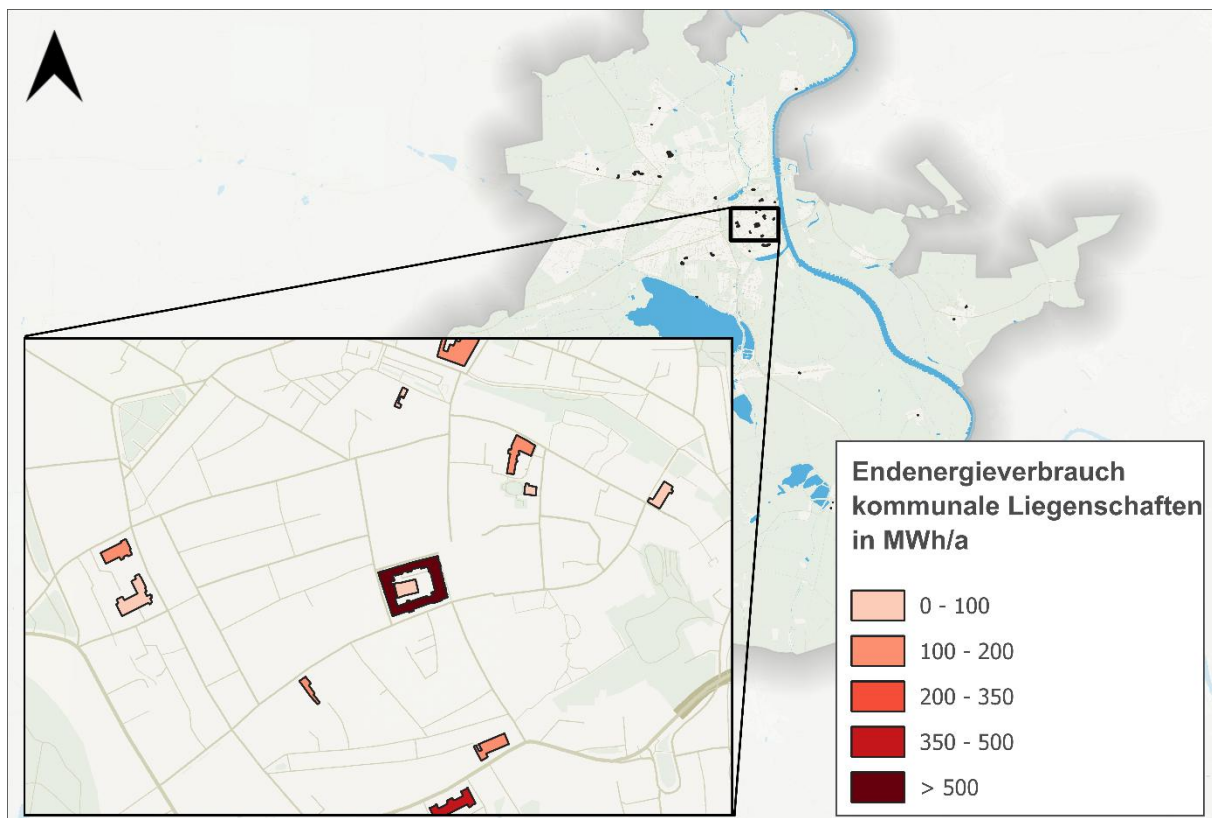 Endenergieverbrauch
kommunale Liegenschaften
in MWh/a
0 - 100
100 - 200
200 - 350
350 - 500
> 500